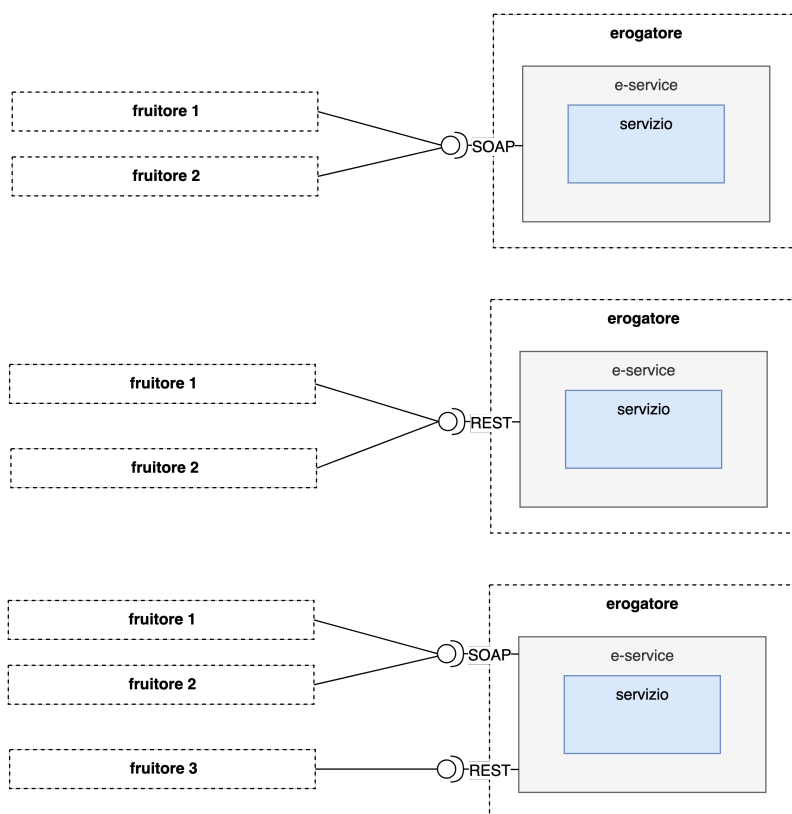 erogatore
e-service
servizio
fruitore 1
SOAP
fruitore 2
erogatore
e-service
servizio
fruitore 1
REST
fruitore 2
erogatore
fruitore 1
e-service
SOAP
fruitore 2
servizio
fruitore 3
REST